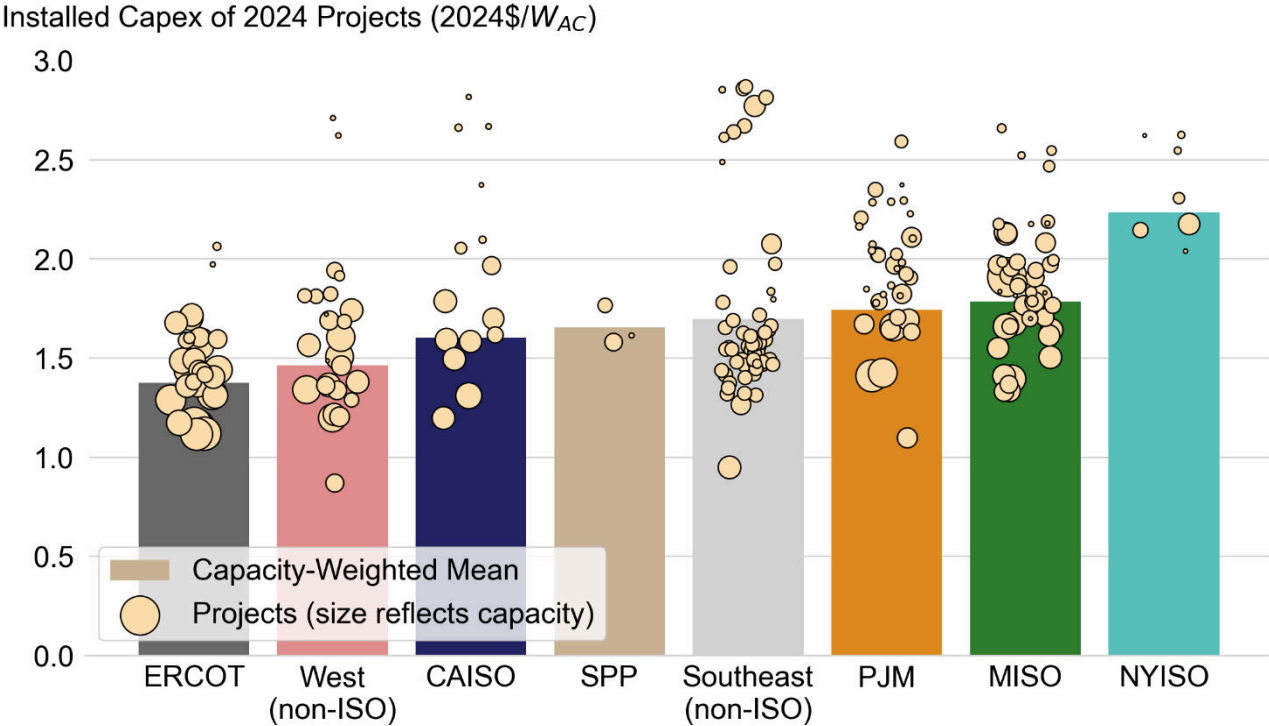 Installed Capex of 2024 Projects (2024$/W_AC)
3.0
2.5
2.0
1.5
1.0
0.5
0.0
Capacity-Weighted Mean
Projects (size reflects capacity)
ERCOT
West
(non-ISO)
CAISO
SPP
Southeast
(non-ISO)
PJM
MISO
NYISO